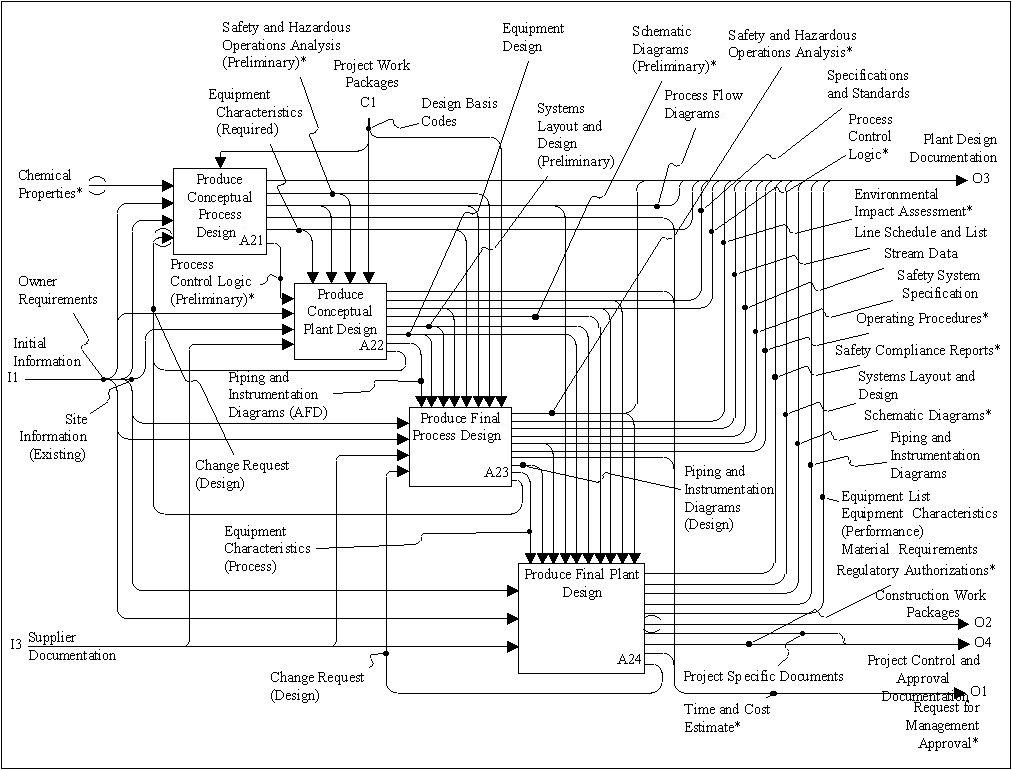 Safety and Hazardous
Operations Analysis
(Preliminary)*
Project Work
Packages
C1
Equipment
Design
Schematic
Diagrams
(Preliminary)*
Safety and Hazardous
Operations Analysis*
Specifications
and Standards
Equipment
Characteristics
(Required)
Design Basis
Codes
Systems
Layout and
Design
(Preliminary)
Process Flow
Diagrams
Process
Control
Logic*
Plant Design
Documentation
O3
Chemical
Properties*
Produce
Conceptual
Process
Design
A21
Environmental
Impact Assessment*
Line Schedule and List
Stream Data
Safety System
Specification
Operating Procedures*
Safety Compliance Reports*
Systems Layout and
Design
Schematic Diagrams*
Piping and
Instrumentation
Diagrams
Process
Control Logic
(Preliminary)*
Owner
Requirements
Produce
Conceptual
Plant Design
A22
Initial
Information
I1
Site
Information
(Existing)
Piping and
Instrumentation
Diagrams (AFD)
Produce Final
Process Design
A23
Change Request
(Design)
Piping and
Instrumentation
Diagrams
(Design)
Equipment List
Equipment Characteristics
(Performance)
Material Requirements
Regulatory Authorizations*
Construction Work
Packages
O2
O4
Equipment
Characteristics
(Process)
Produce Final Plant
Design
A24
I3 Supplier
Documentation
Change Request
(Design)
Project Specific Documents
Project Control and
Approval
Documentation
O1
Time and Cost
Estimate*
Request for
Management
Approval*